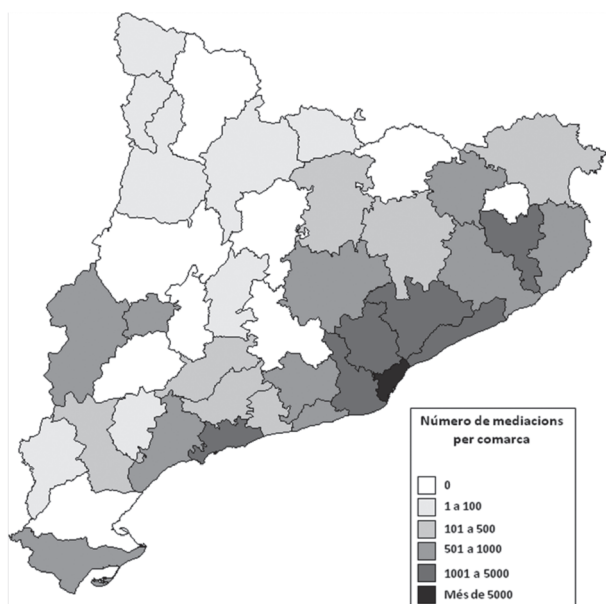 Número de mediacions
per comarca
0
1 a 100
101 a 500
501 a 1000
1001 a 5000
Més de 5000